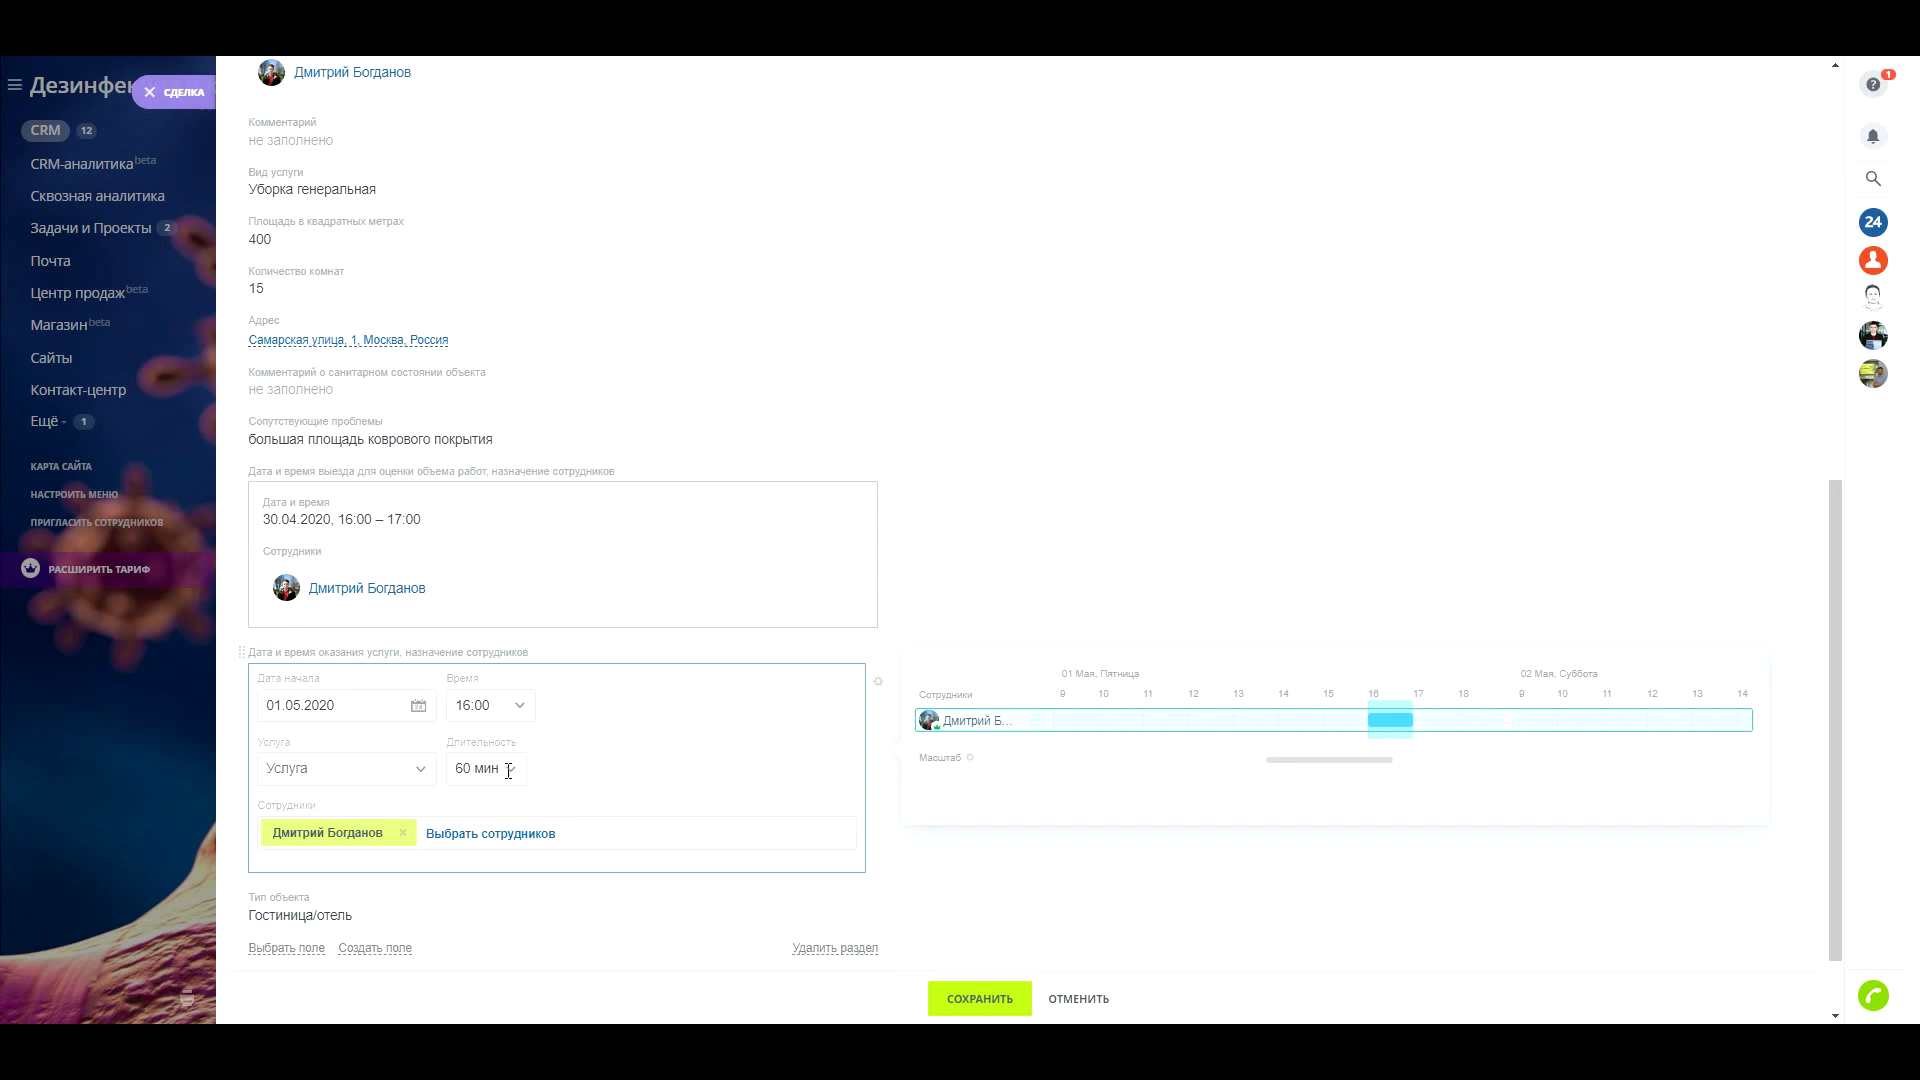 Дезинфек
СДЕЛКА
CRM 12
CRM-аналитика beta
Сквозная аналитика
Задачи и Проекты 2
Почта
Центр продаж beta
Магазин beta
Сайты
Контакт-центр
Ещё 1
КАРТА САЙТА
НАСТРОИТЬ МЕНЮ
ПРИГЛАСИТЬ СОТРУДНИКОВ
РАСШИРИТЬ ТАРИФ
Дмитрий Богданов
Комментарий
не заполнено
Вид услуги
Уборка генеральная
Площадь в квадратных метрах
400
Количество комнат
15
Адрес
Самарская улица, 1, Москва, Россия
Комментарий о санитарном состоянии объекта
не заполнено
Сопутствующие проблемы
большая площадь коврового покрытия
Дата и время выезда для оценки объема работ, назначение сотрудников
Дата и время
30.04.2020, 16:00 – 17:00
Сотрудники
Дмитрий Богданов
Дата и время оказания услуги, назначение сотрудников
Дата начала Время
01.05.2020 24 16:00
Услуга Длительность
Услуга 60 мин
Сотрудники
Дмитрий Богданов × Выбрать сотрудников
01 Мая, Пятница 02 Мая, Суббота
Сотрудники 9 10 11 12 13 14 15 16 17 18 9 10 11 12 13 14
Дмитрий Б...
Масштаб
Тип объекта
Гостиница/отель
Выбрать поле Создать поле Удалить раздел
СОХРАНИТЬ ОТМЕНИТЬ
? 1
24